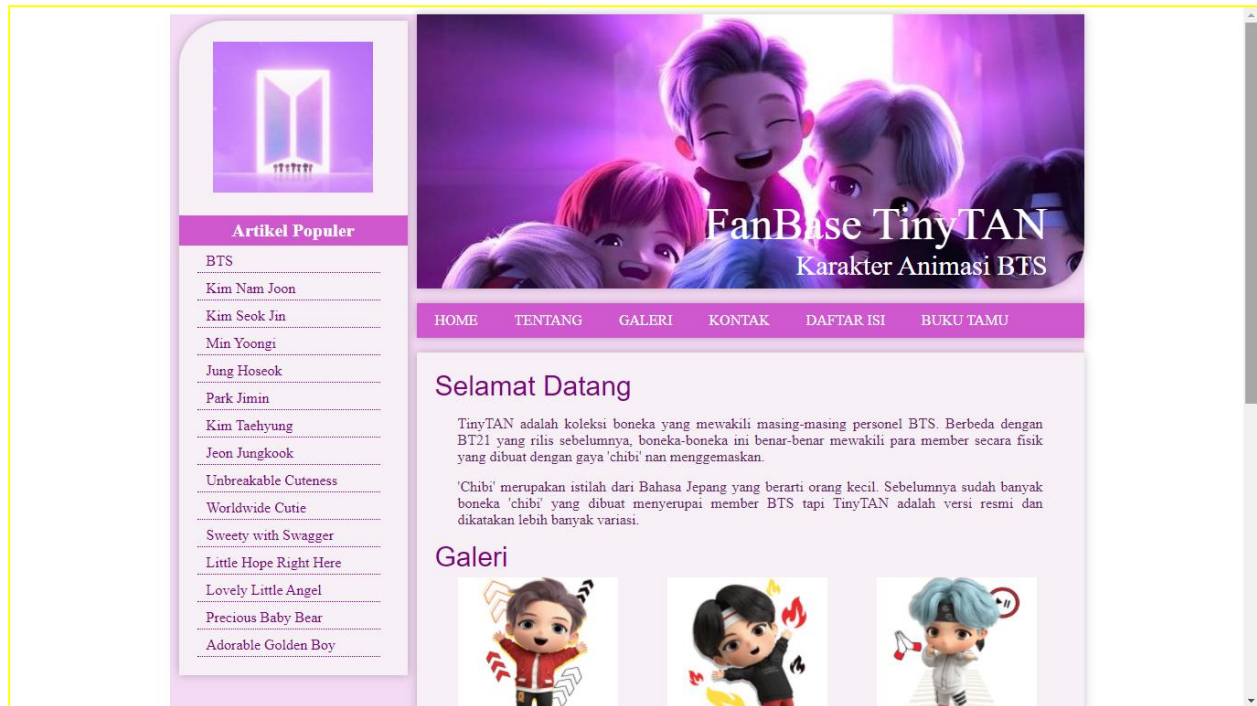 Artikel Populer
BTS
Kim Nam Joon
Kim Seok Jin
Min Yoongi
Jung Hoseok
Park Jimin
Kim Taehyung
Jeon Jungkook
Unbreakable Cuteness
Worldwide Cutie
Sweety with Swagger
Little Hope Right Here
Lovely Little Angel
Precious Baby Bear
Adorable Golden Boy
FanBase TinyTAN
Karakter Animasi BTS
HOME TENTANG GALERI KONTAK DAFTAR ISI BUKU TAMU
Selamat Datang
TinyTAN adalah koleksi boneka yang mewakili masing-masing personel BTS. Berbeda dengan
BT21 yang rilis sebelumnya, boneka-boneka ini benar-benar mewakili para member secara fisik
yang dibuat dengan gaya 'chibi' nan menggemaskan.
'Chibi' merupakan istilah dari Bahasa Jepang yang berarti orang kecil. Sebelumnya sudah banyak
boneka 'chibi' yang dibuat menyerupai member BTS tapi TinyTAN adalah versi resmi dan
dikatakan lebih banyak variasi.
Galeri